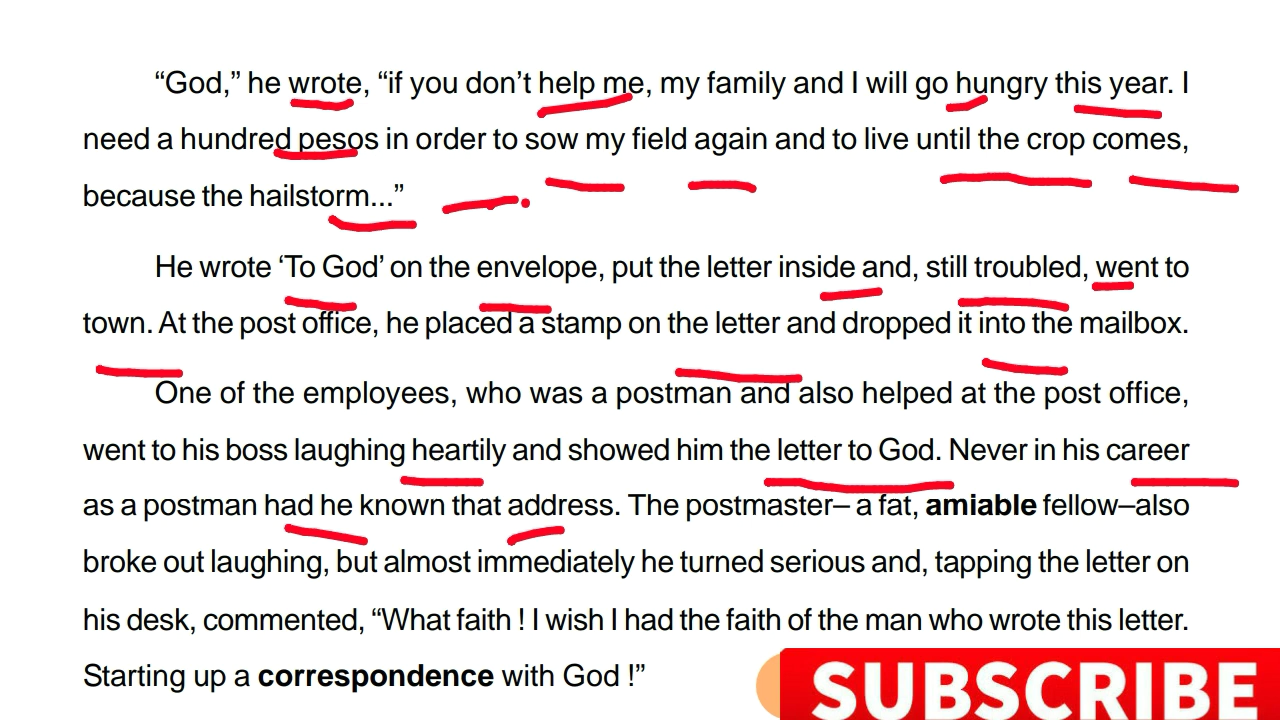 “God,” he wrote, “if you don’t help me, my family and I will go hungry this year. I
need a hundred pesos in order to sow my field again and to live until the crop comes,
because the hailstorm...”
He wrote ‘To God’ on the envelope, put the letter inside and, still troubled, went to
town. At the post office, he placed a stamp on the letter and dropped it into the mailbox.
One of the employees, who was a postman and also helped at the post office,
went to his boss laughing heartily and showed him the letter to God. Never in his career
as a postman had he known that address. The postmaster– a fat, amiable fellow–also
broke out laughing, but almost immediately he turned serious and, tapping the letter on
his desk, commented, “What faith ! I wish I had the faith of the man who wrote this letter.
Starting up a correspondence with God !”
SUBSCRIBE